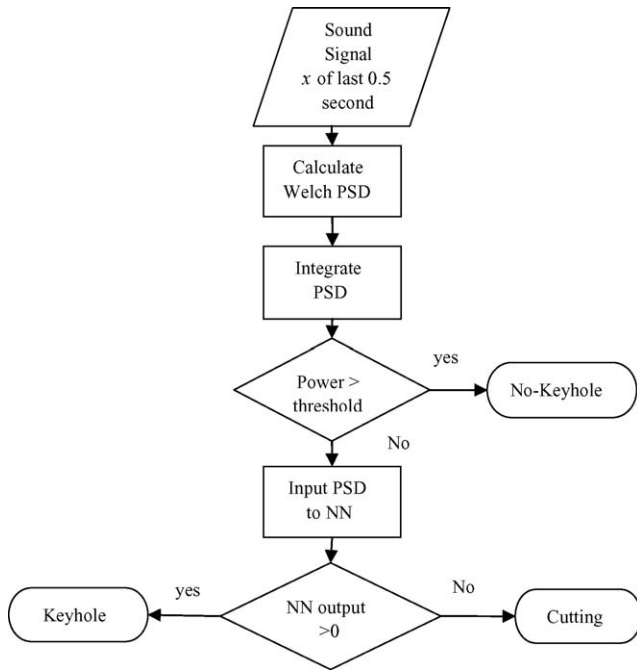 Sound
Signal
x of last 0.5
second
Calculate
Welch PSD
Integrate
PSD
Power >
threshold
yes
No-Keyhole
No
Input PSD
to NN
NN output
>0
yes
Keyhole
No
Cutting